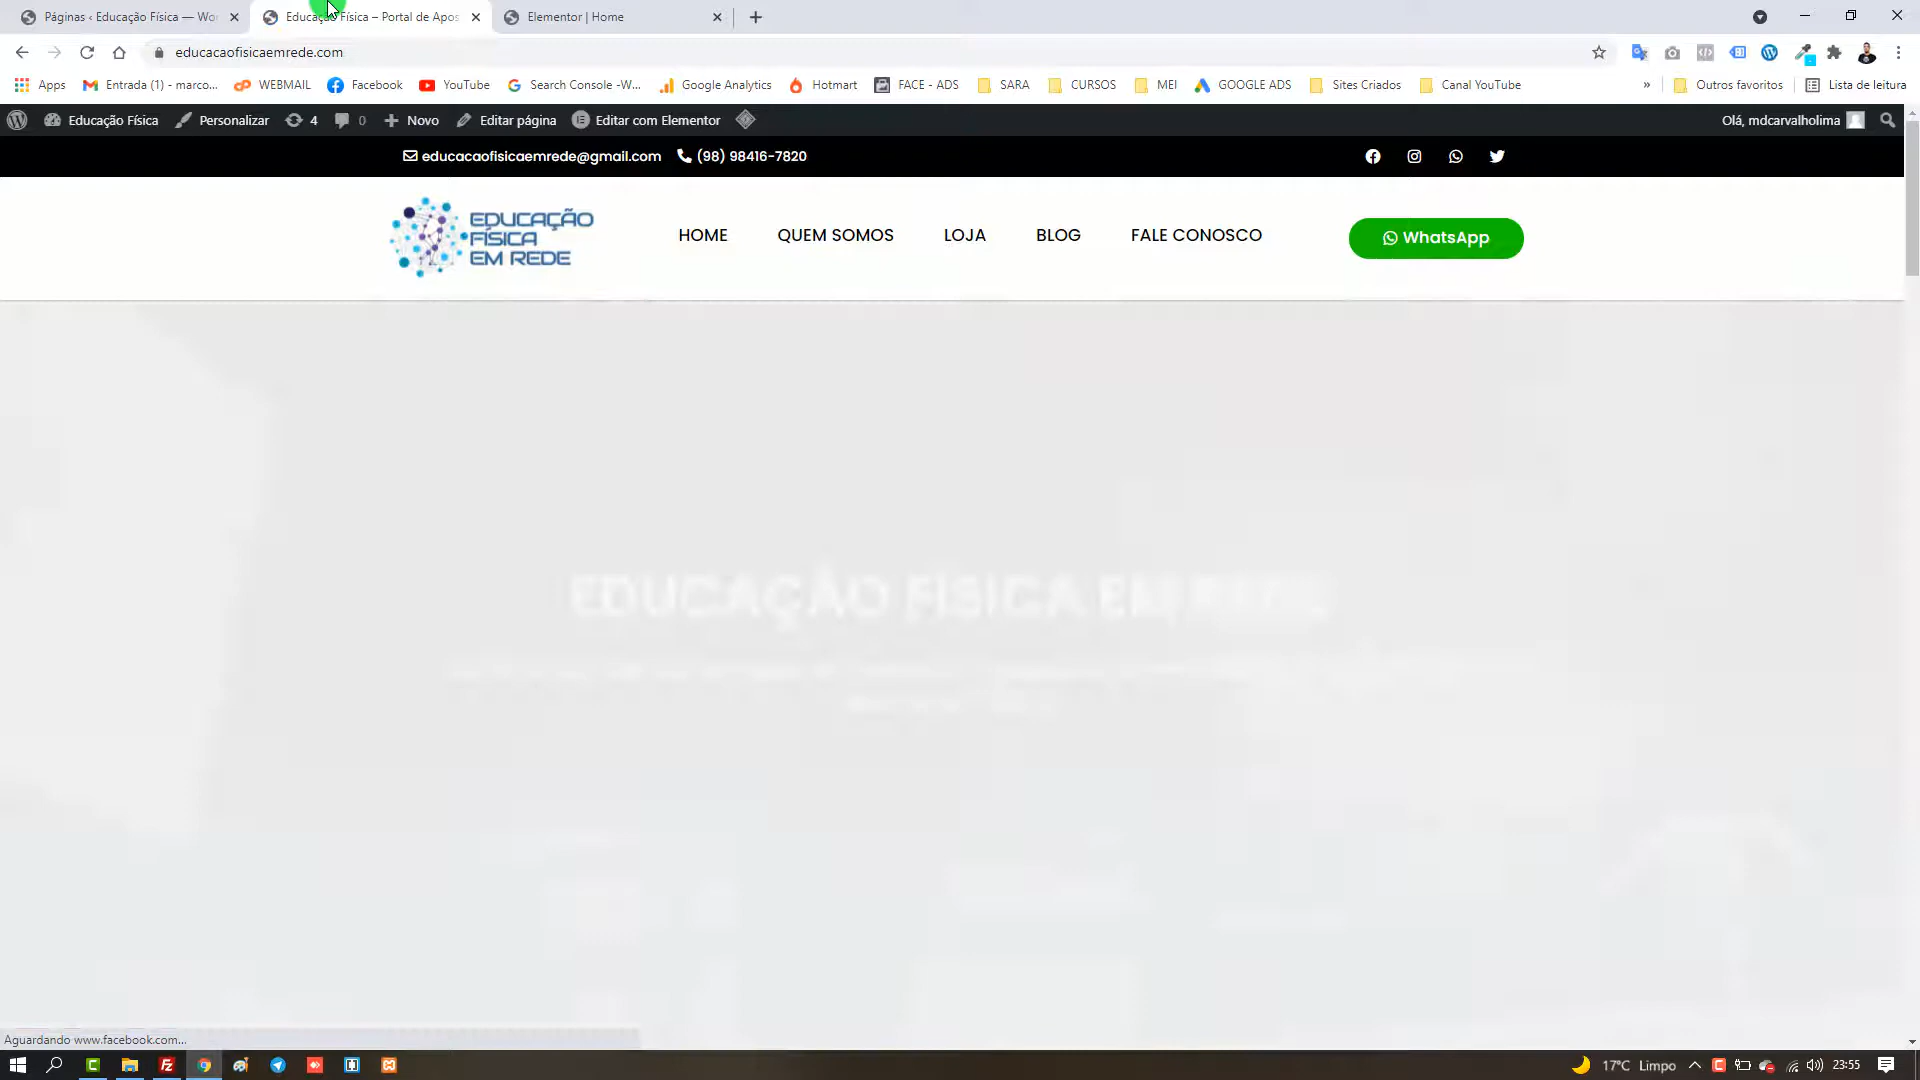 Páginas ‹ Educação Física — Wor
Educação Física – Portal de Apos
Elementor | Home
educacaofisicaemrede.com
Apps
Entrada (1) - marco...
WEBMAIL
Facebook
YouTube
Search Console -W...
Google Analytics
Hotmart
FACE - ADS
SARA
CURSOS
MEI
GOOGLE ADS
Sites Criados
Canal YouTube
»
Outros favoritos
Lista de leitura
Educação Física
Personalizar
4
0
Novo
Editar página
Editar com Elementor
Olá, mdcarvalholima
educacaofisicaemrede@gmail.com
(98) 98416-7820
EDUCAÇÃO
FÍSICA
EM REDE
HOME
QUEM SOMOS
LOJA
BLOG
FALE CONOSCO
WhatsApp
EDUCAÇÃO FÍSICA EM REDE
Aguardando www.facebook.com...
17°C Limpo
23:55